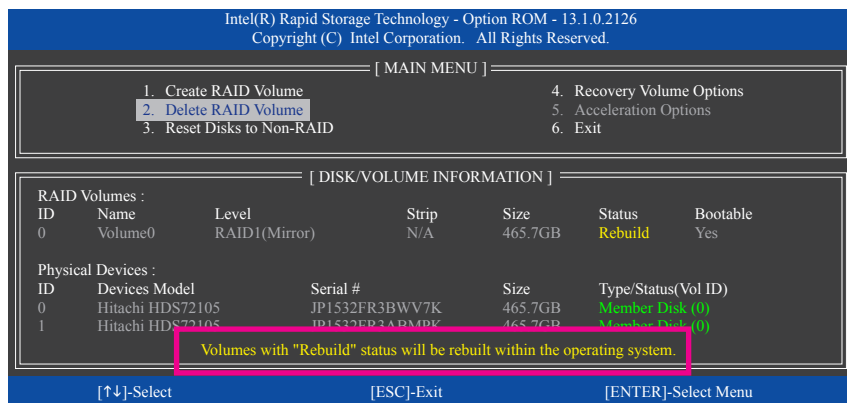 Intel(R) Rapid Storage Technology - Option ROM - 13.1.0.2126
Copyright (C) Intel Corporation. All Rights Reserved.
[ MAIN MENU ]
1. Create RAID Volume
2. Delete RAID Volume
3. Reset Disks to Non-RAID
4. Recovery Volume Options
5. Acceleration Options
6. Exit
[ DISK/VOLUME INFORMATION ]
RAID Volumes :
ID Name Level Strip Size Status Bootable
0 Volume0 RAID1(Mirror) N/A 465.7GB Rebuild Yes
Physical Devices :
ID Devices Model Serial # Size Type/Status(Vol ID)
0 Hitachi HDS72105 JP1532FR3BWV7K 465.7GB Member Disk (0)
1 Hitachi HDS72105 JP1532FR3ABMPK 465.7GB Member Disk (0)
Volumes with "Rebuild" status will be rebuilt within the operating system.
[↑↓]-Select [ESC]-Exit [ENTER]-Select Menu